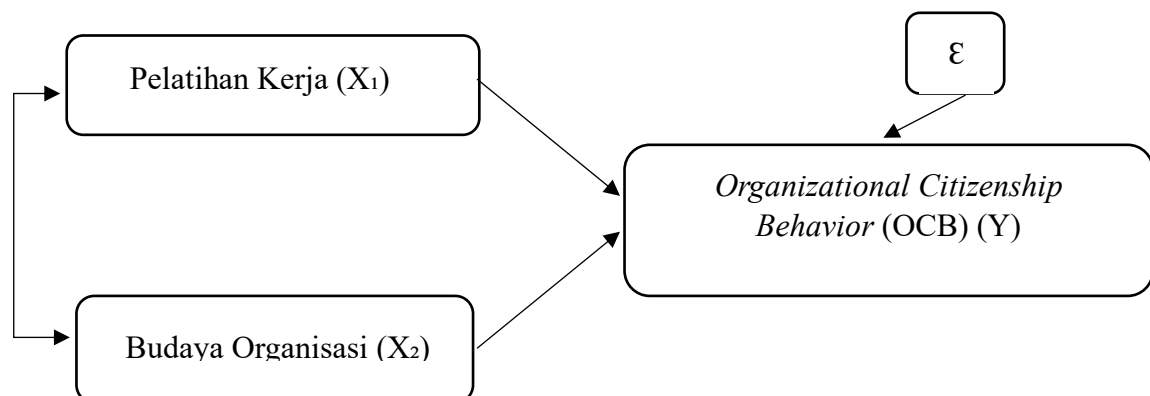 Pelatihan Kerja (X₁)
ε
Organizational Citizenship
Behavior (OCB) (Y)
Budaya Organisasi (X₂)